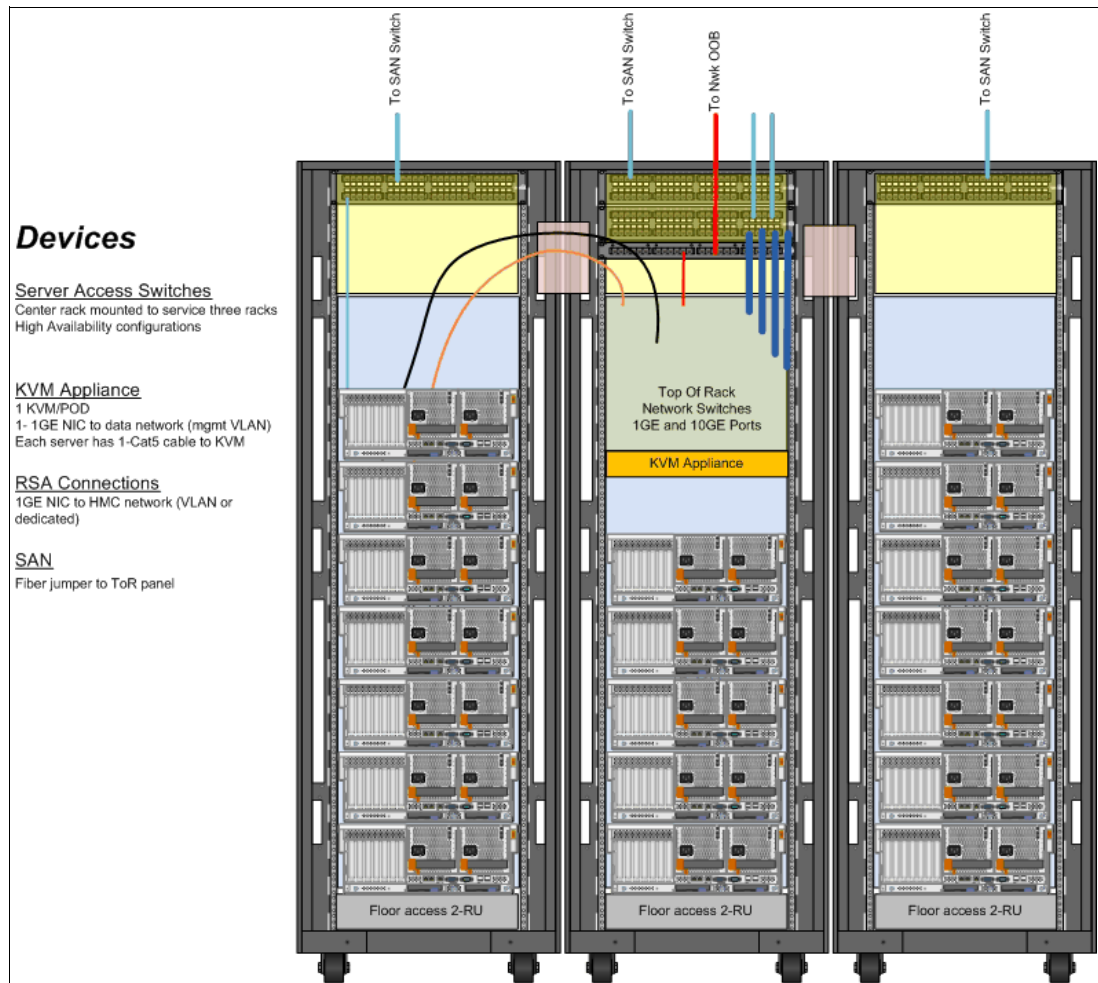 To SAN Switch
To SAN Switch
To Nwk OOB
To SAN Switch
Devices
Server Access Switches
Center rack mounted to service three racks
High Availability configurations
KVM Appliance
1 KVM/POD
1- 1GE NIC to data network (mgmt VLAN)
Each server has 1-Cat5 cable to KVM
RSA Connections
1GE NIC to HMC network (VLAN or
dedicated)
SAN
Fiber jumper to ToR panel
Top Of Rack
Network Switches
1GE and 10GE Ports
KVM Appliance
Floor access 2-RU
Floor access 2-RU
Floor access 2-RU